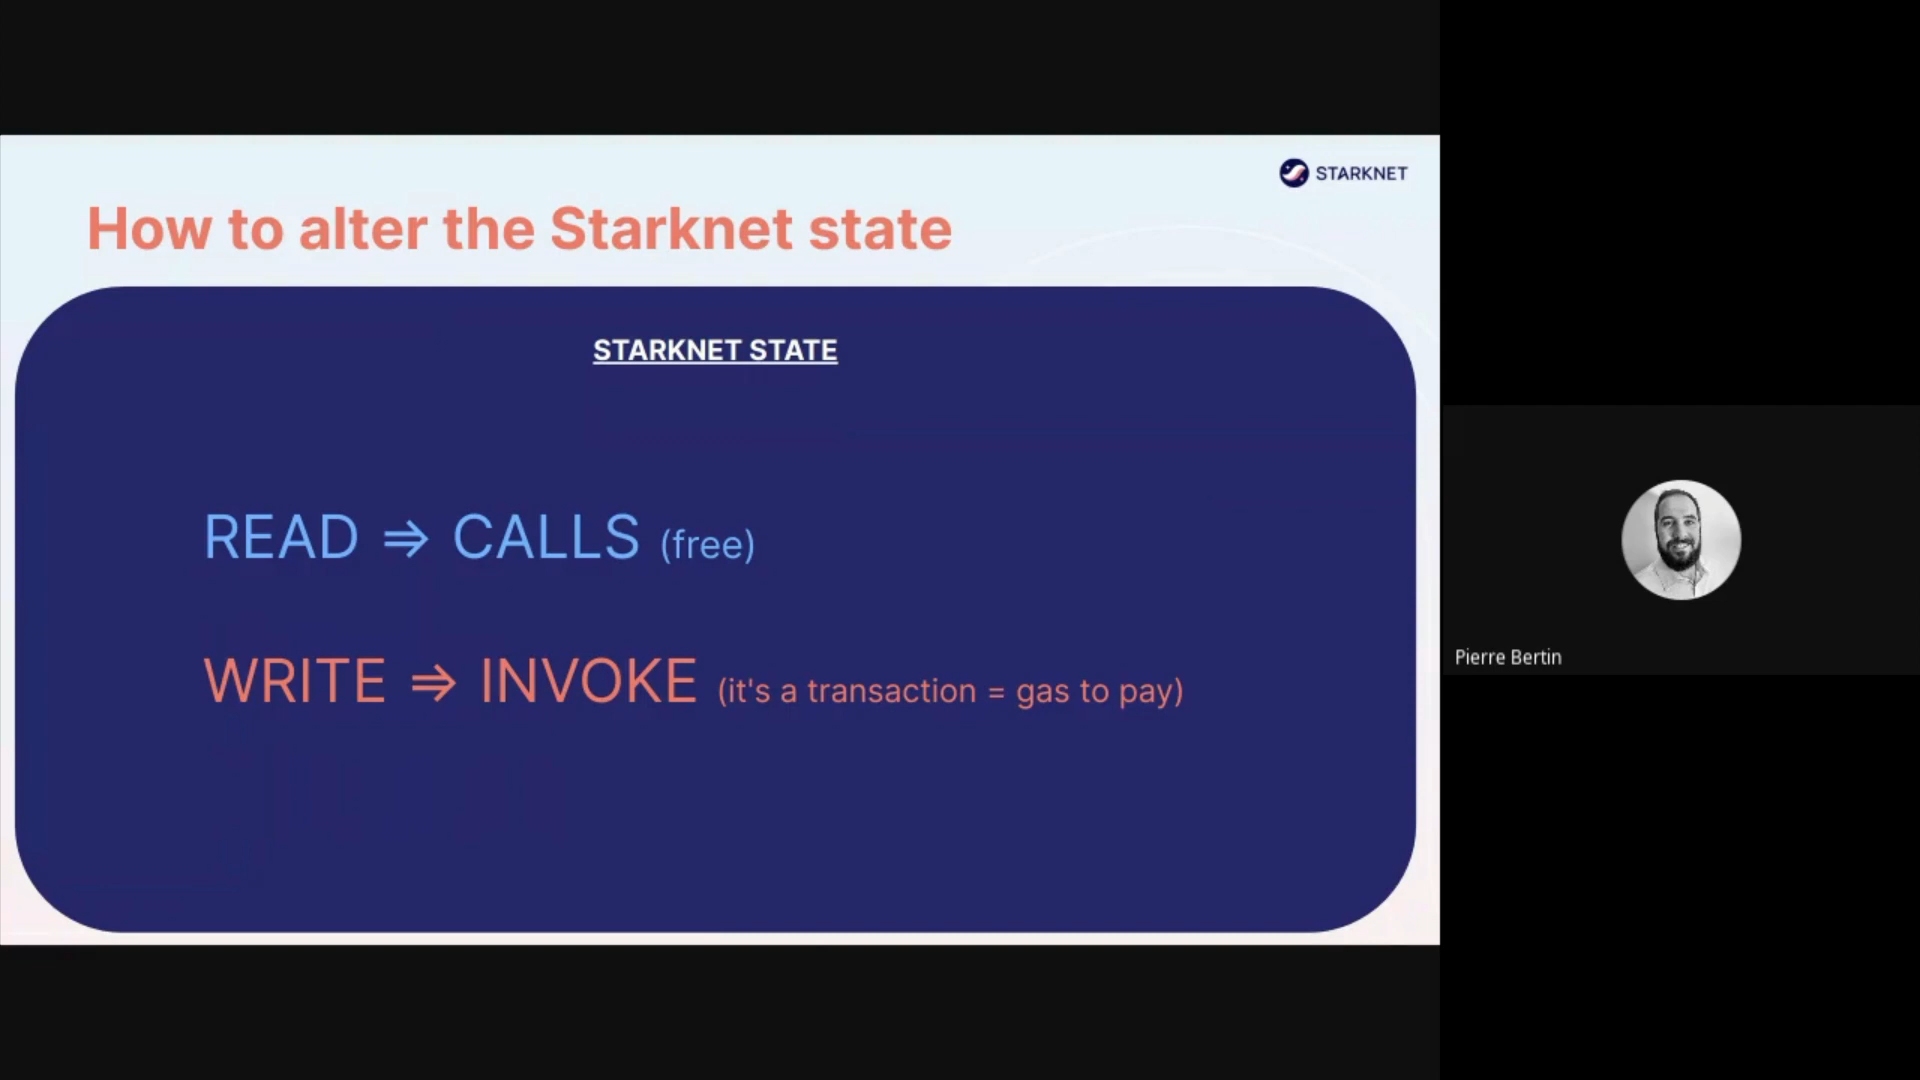 STARKNET
How to alter the Starknet state
STARKNET STATE
READ ⇒ CALLS (free)
WRITE ⇒ INVOKE (it's a transaction = gas to pay)
Pierre Bertin